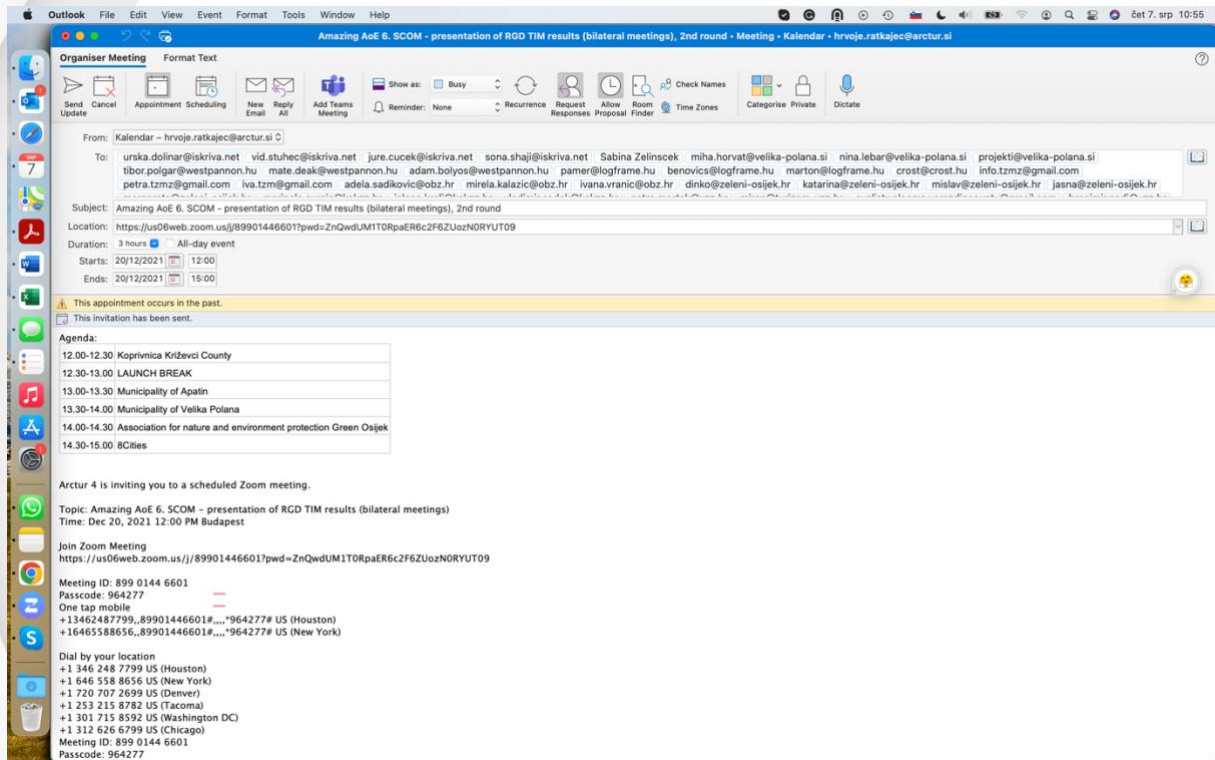 Outlook File Edit View Event Format Tools Window Help čet 7. srp 10:55
Amazing AoE 6. SCOM - presentation of RGD TIM results (bilateral meetings), 2nd round • Meeting • Kalendar • hrvoje.ratkajec@arctur.si
Organiser Meeting Format Text
Send Update Cancel Appointment Scheduling New Email Reply All Add Teams Meeting Show as: Busy Recurrence Request Responses Allow Proposal Room Finder Check Names Categorise Private Dictate
Reminder: None Time Zones
From: Kalendar – hrvoje.ratkajec@arctur.si
To: urska.dolinar@iskriva.net vid.stuhec@iskriva.net jure.cucek@iskriva.net sona.shaji@iskriva.net Sabina Zelinscek miha.horvat@velika-polana.si nina.lebar@velika-polana.si projekti@velika-polana.si
tibor.polgar@westpannon.hu mate.deak@westpannon.hu adam.bolyos@westpannon.hu pamer@logframe.hu benovics@logframe.hu marton@logframe.hu crost@crost.hu info.tzmz@gmail.com
petra.tzmz@gmail.com iva.tzm@gmail.com adela.sadikovic@obz.hr mirela.kalazic@obz.hr ivana.vranic@obz.hr dinko@zeleni-osijek.hr katarina@zeleni-osijek.hr mislav@zeleni-osijek.hr jasna@zeleni-osijek.hr
Subject: Amazing AoE 6. SCOM - presentation of RGD TIM results (bilateral meetings), 2nd round
Location: https://us06web.zoom.us/j/89901446601?pwd=ZnQwdUM1T0RpaER6c2F6ZUozN0RYUT09
Duration: 3 hours All-day event
Starts: 20/12/2021 12:00
Ends: 20/12/2021 15:00
This appointment occurs in the past.
This invitation has been sent.
Agenda:
12.00-12.30 Koprivnica Križevci County
12.30-13.00 LAUNCH BREAK
13.00-13.30 Municipality of Apatin
13.30-14.00 Municipality of Velika Polana
14.00-14.30 Association for nature and environment protection Green Osijek
14.30-15.00 8Cities
Arctur 4 is inviting you to a scheduled Zoom meeting.
Topic: Amazing AoE 6. SCOM – presentation of RGD TIM results (bilateral meetings)
Time: Dec 20, 2021 12:00 PM Budapest
Join Zoom Meeting
https://us06web.zoom.us/j/89901446601?pwd=ZnQwdUM1T0RpaER6c2F6ZUozN0RYUT09
Meeting ID: 899 0144 6601
Passcode: 964277
One tap mobile
+13462487799,,89901446601#,,,,*964277# US (Houston)
+16465588656,,89901446601#,,,,*964277# US (New York)
Dial by your location
+1 346 248 7799 US (Houston)
+1 646 558 8656 US (New York)
+1 720 707 2699 US (Denver)
+1 253 215 8782 US (Tacoma)
+1 301 715 8592 US (Washington DC)
+1 312 626 6799 US (Chicago)
Meeting ID: 899 0144 6601
Passcode: 964277